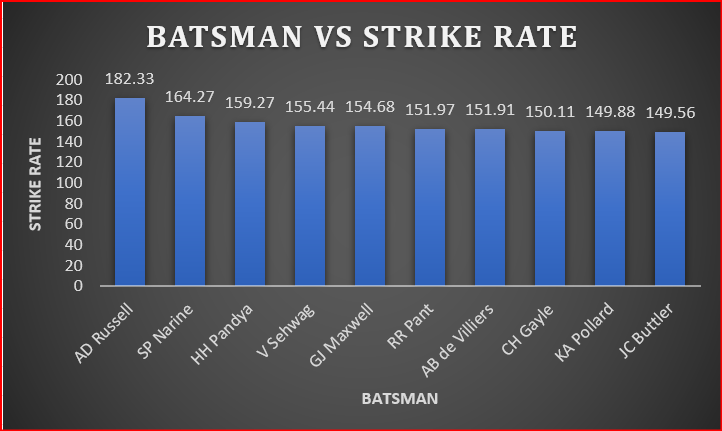 BATSMAN VS STRIKE RATE
STRIKE RATE
200
180
160
140
120
100
80
60
40
20
0
182.33
164.27
159.27
155.44
154.68
151.97
151.91
150.11
149.88
149.56
AD Russell
SP Narine
HH Pandya
V Sehwag
GJ Maxwell
RR Pant
AB de Villiers
CH Gayle
KA Pollard
JC Buttler
BATSMAN